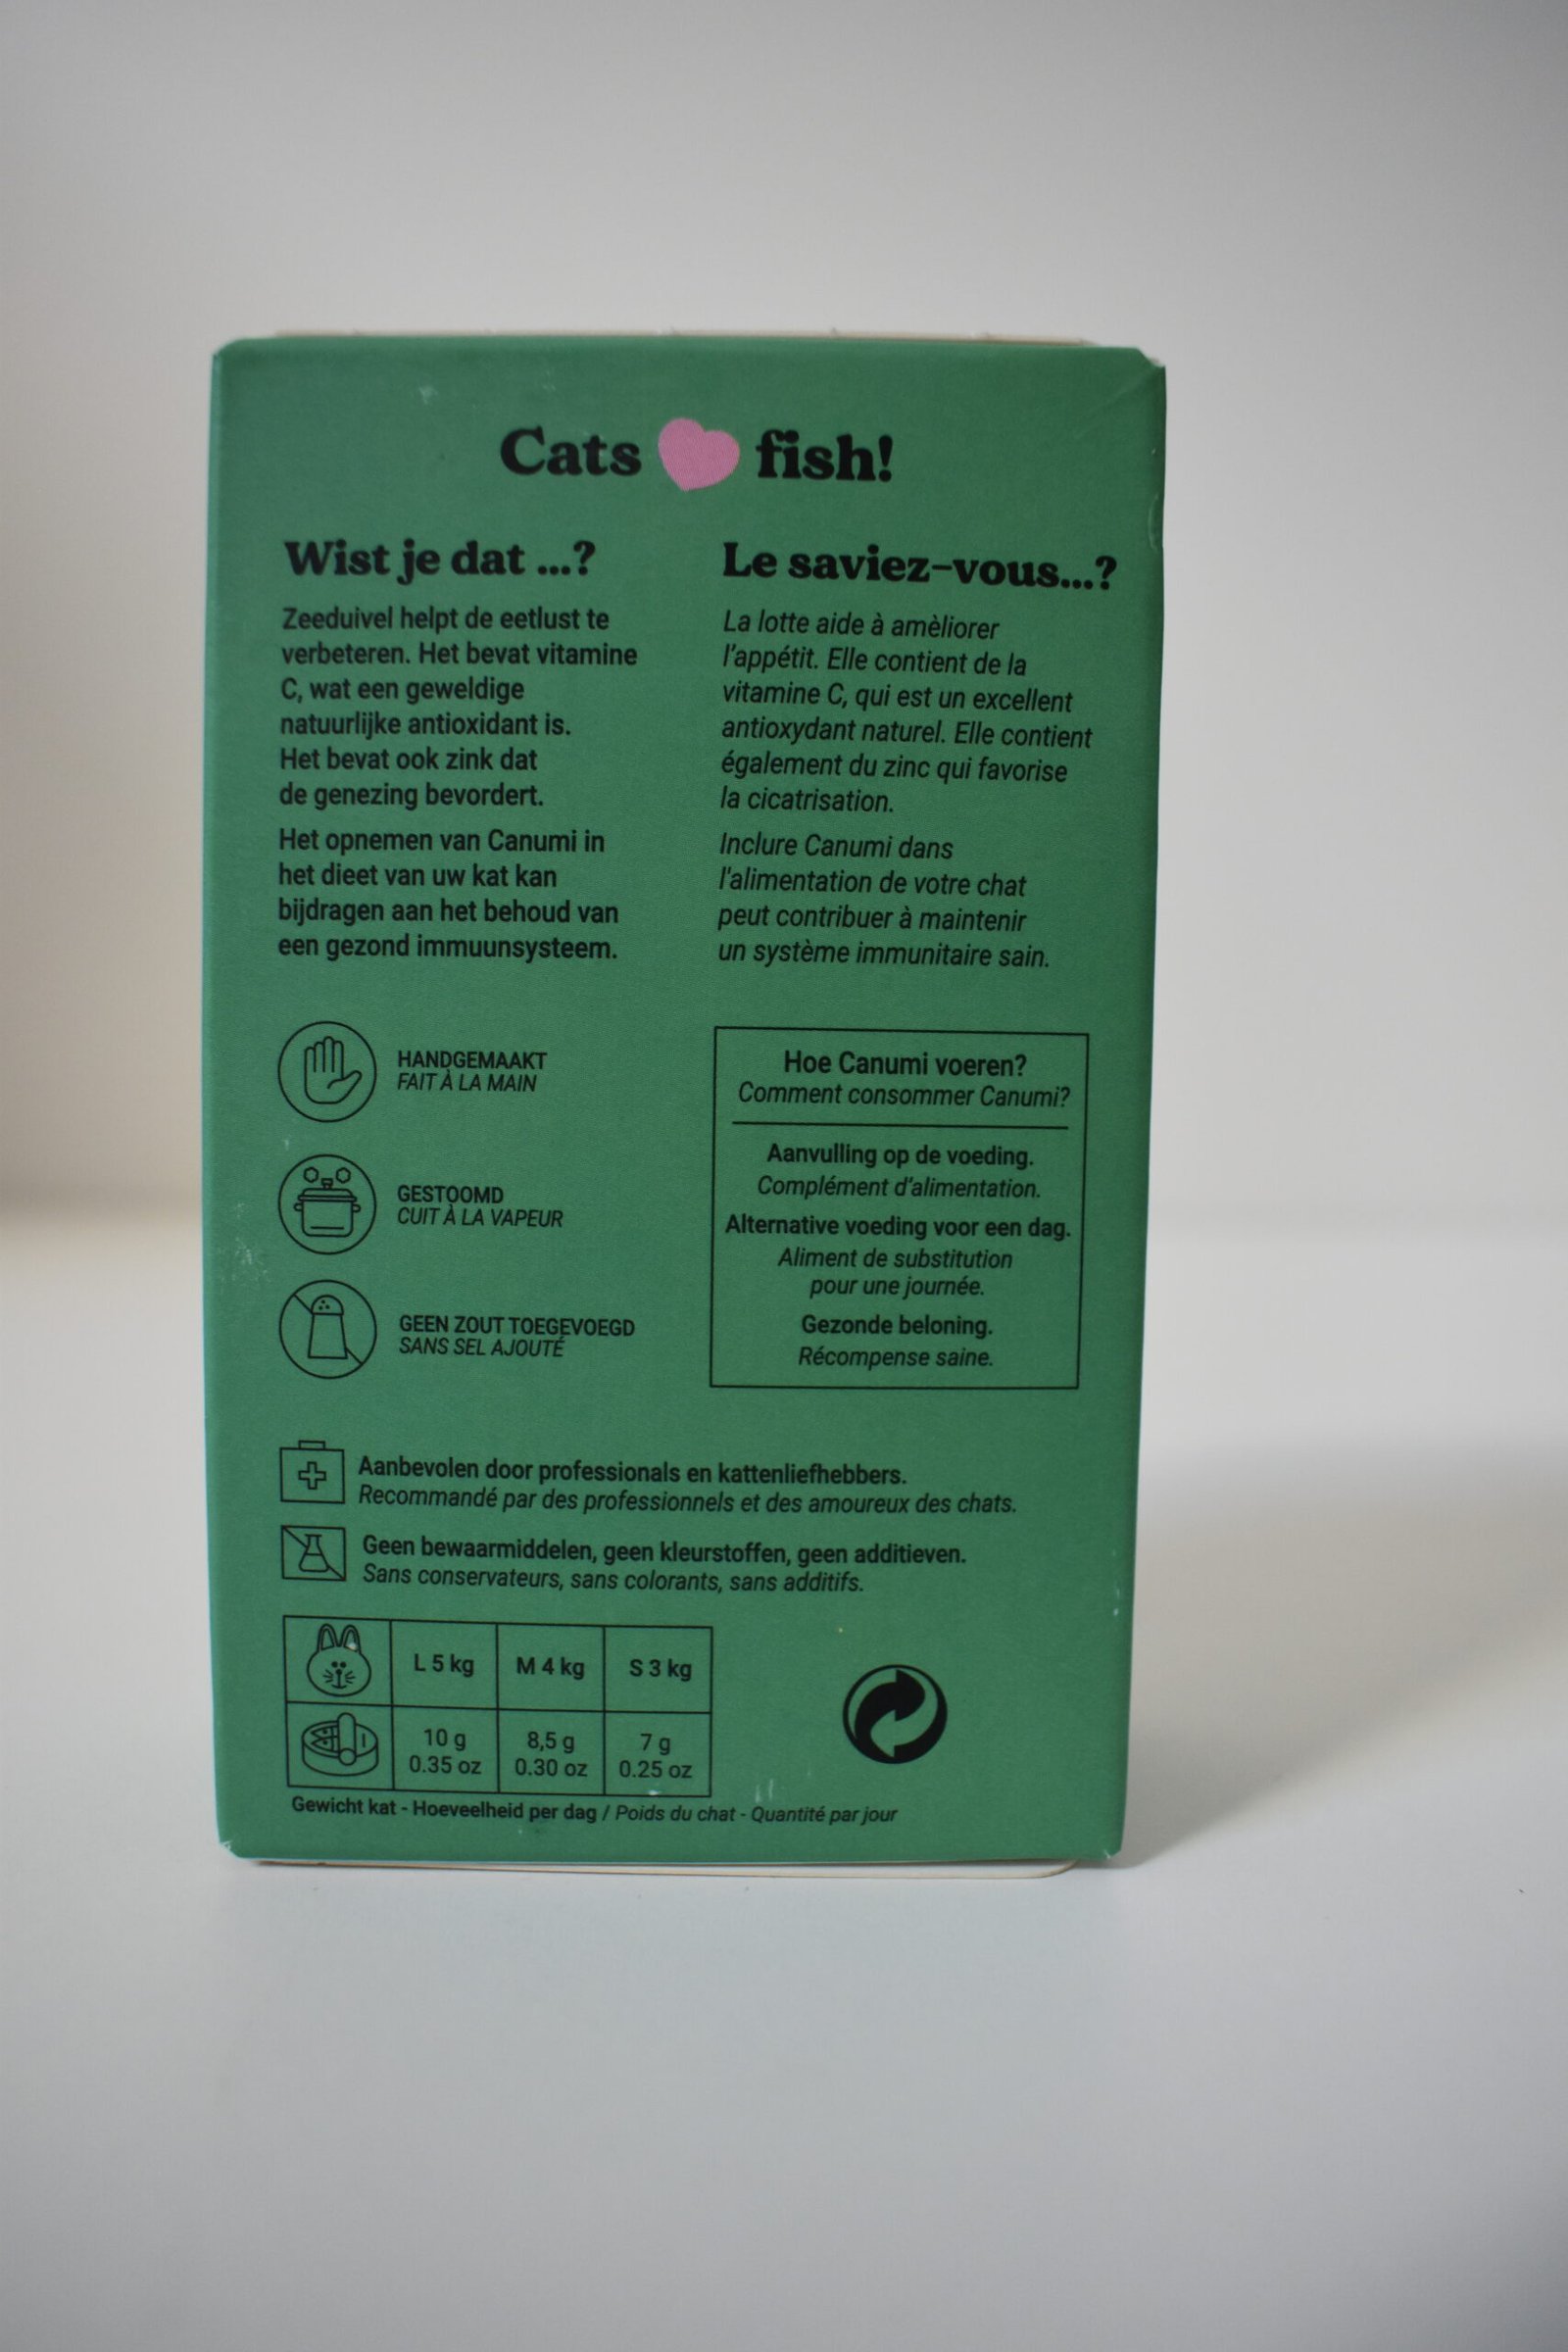 Cats fish!
Wist je dat ...?
Zeeduivel helpt de eetlust te
verbeteren. Het bevat vitamine
C, wat een geweldige
natuurlijke antioxidant is.
Het bevat ook zink dat
de genezing bevordert.
Het opnemen van Canumi in
het dieet van uw kat kan
bijdragen aan het behoud van
een gezond immuunsysteem.
Le saviez-vous...?
La lotte aide à amèliorer
l'appétit. Elle contient de la
vitamine C, qui est un excellent
antioxydant naturel. Elle contient
également du zinc qui favorise
la cicatrisation.
Inclure Canumi dans
l'alimentation de votre chat
peut contribuer à maintenir
un système immunitaire sain.
HANDGEMAAKT
FAIT À LA MAIN
GESTOOMD
CUIT À LA VAPEUR
GEEN ZOUT TOEGEVOEGD
SANS SEL AJOUTÉ
Hoe Canumi voeren?
Comment consommer Canumi?
Aanvulling op de voeding.
Complément d'alimentation.
Alternative voeding voor een dag.
Aliment de substitution
pour une journée.
Gezonde beloning.
Récompense saine.
Aanbevolen door professionals en kattenliefhebbers.
Recommandé par des professionnels et des amoureux des chats.
Geen bewaarmiddelen, geen kleurstoffen, geen additieven.
Sans conservateurs, sans colorants, sans additifs.
L 5 kg M 4 kg S 3 kg
10 g 8,5 g 7 g
0.35 oz 0.30 oz 0.25 oz
Gewicht kat - Hoeveelheid per dag / Poids du chat - Quantité par jour